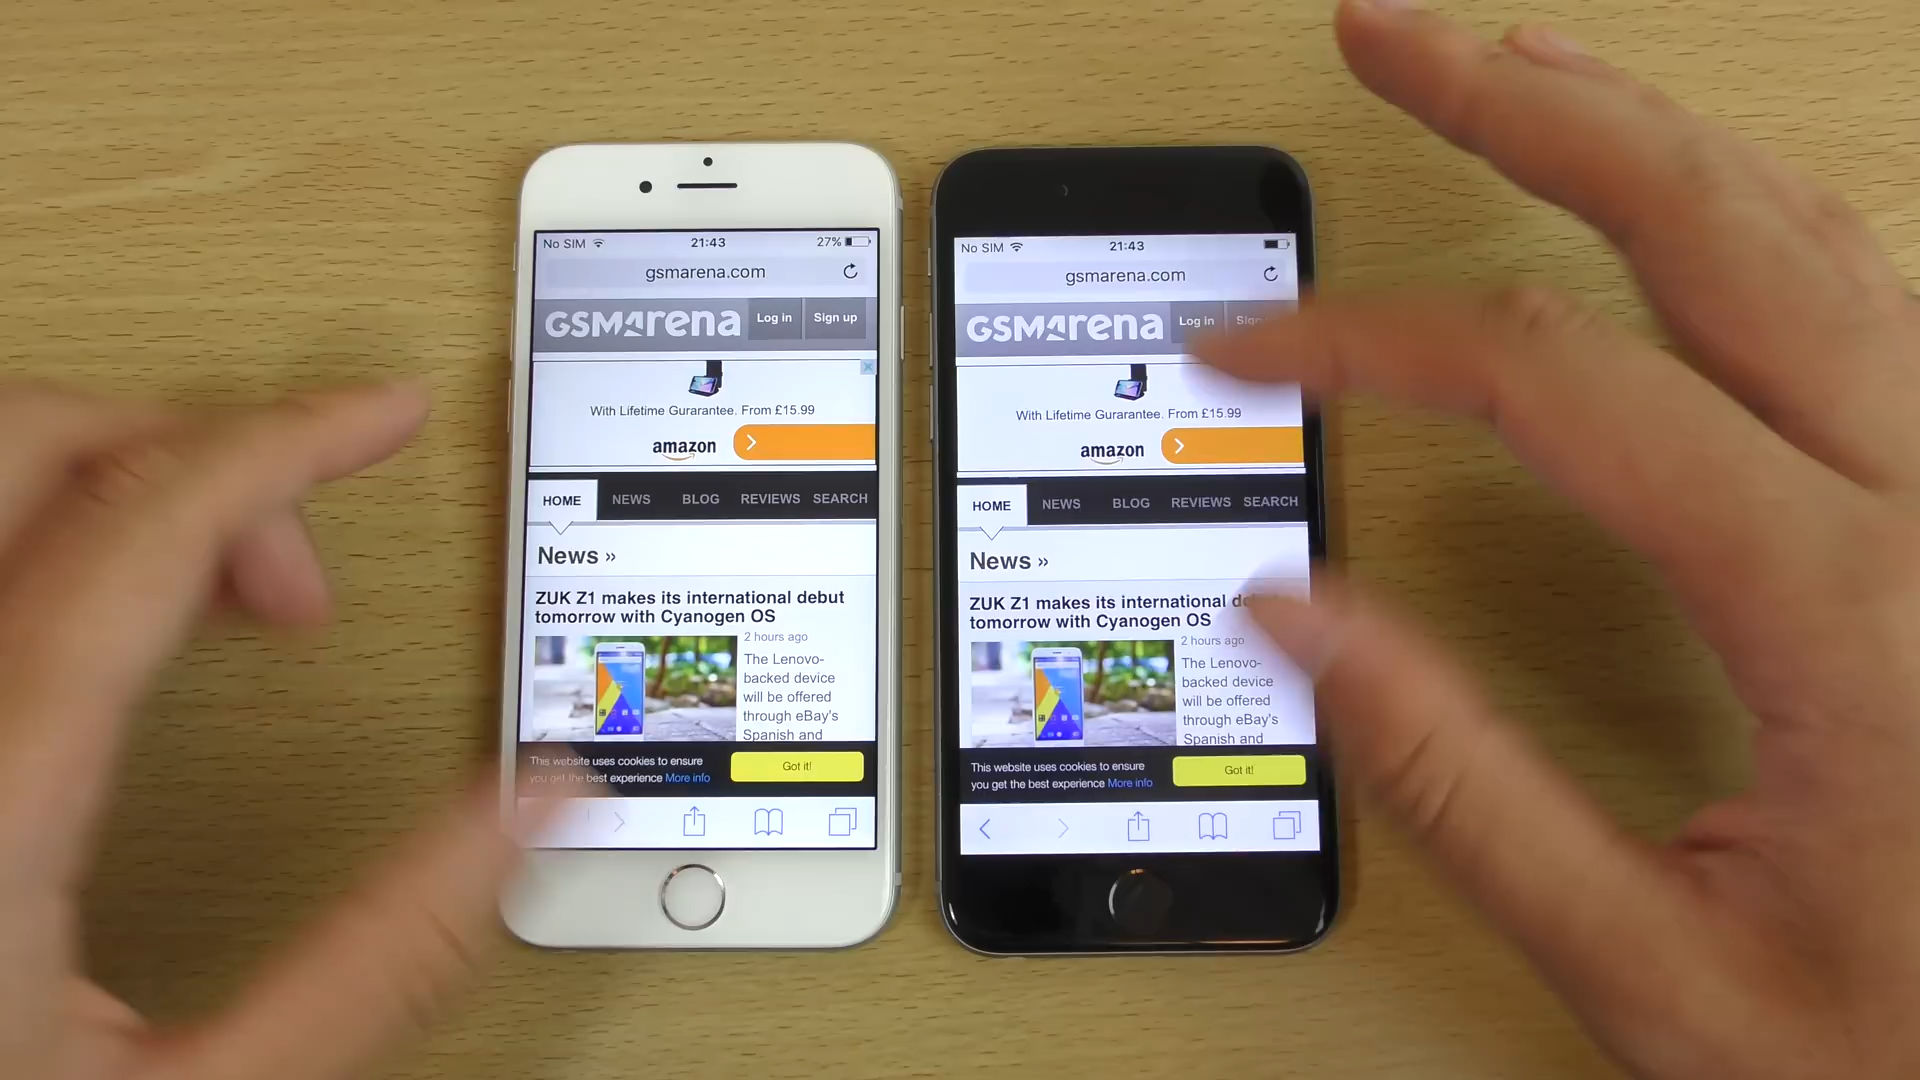 No SIM 21:43 27%
gsmarena.com
GSMArena Log in Sign up
With Lifetime Gurarantee. From £15.99
amazon
HOME NEWS BLOG REVIEWS SEARCH
News »
ZUK Z1 makes its international debut
tomorrow with Cyanogen OS
2 hours ago
The Lenovo-
backed device
will be offered
through eBay's
Spanish and
This website uses cookies to ensure
you get the best experience More info
Got it!
No SIM 21:43
gsmarena.com
GSMArena Log in
With Lifetime Gurarantee. From £15.99
amazon
HOME NEWS BLOG REVIEWS SEARCH
News »
ZUK Z1 makes its international
tomorrow with Cyanogen OS
2 hours ago
The Lenovo-
backed device
will be offered
through eBay's
Spanish and
This website uses cookies to ensure
you get the best experience More info
Got it!